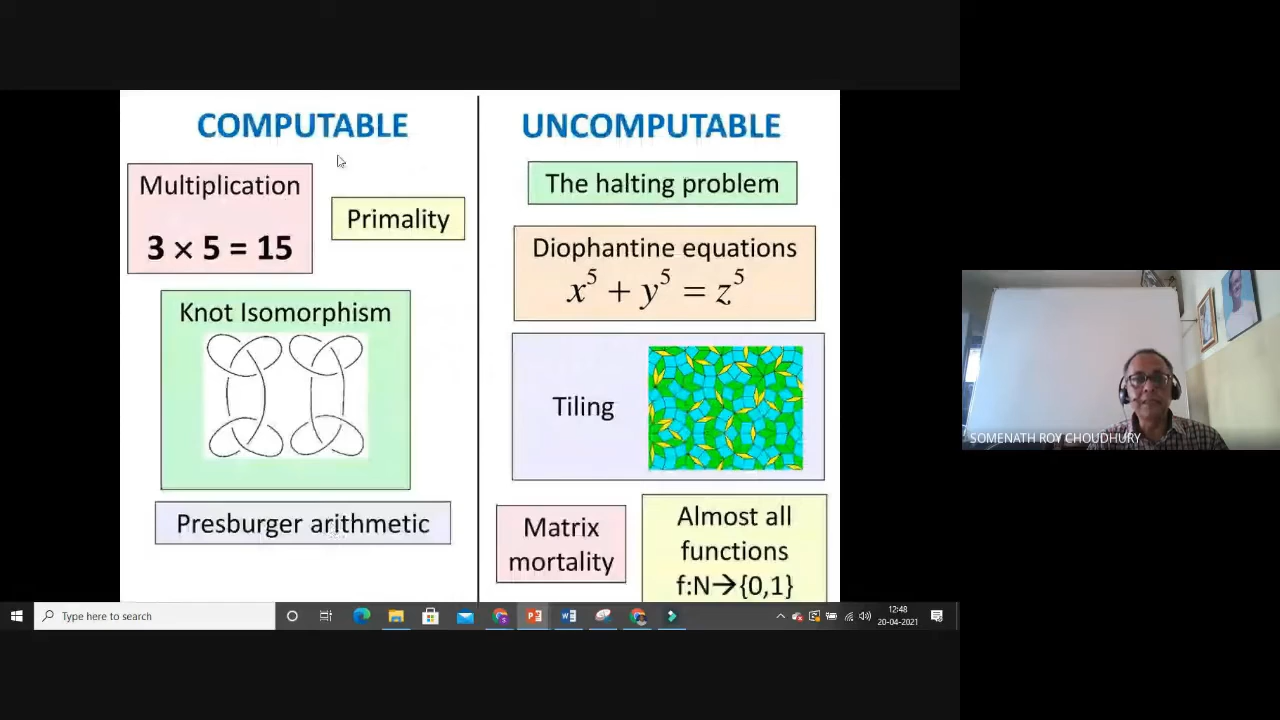 COMPUTABLE
Multiplication
3 × 5 = 15
Primality
Knot Isomorphism
Presburger arithmetic
UNCOMPUTABLE
The halting problem
Diophantine equations
x⁵ + y⁵ = z⁵
Tiling
Matrix
mortality
Almost all
functions
f:N→{0,1}
SOMENATH ROY CHOUDHURY
Type here to search
12:48
20-04-2021